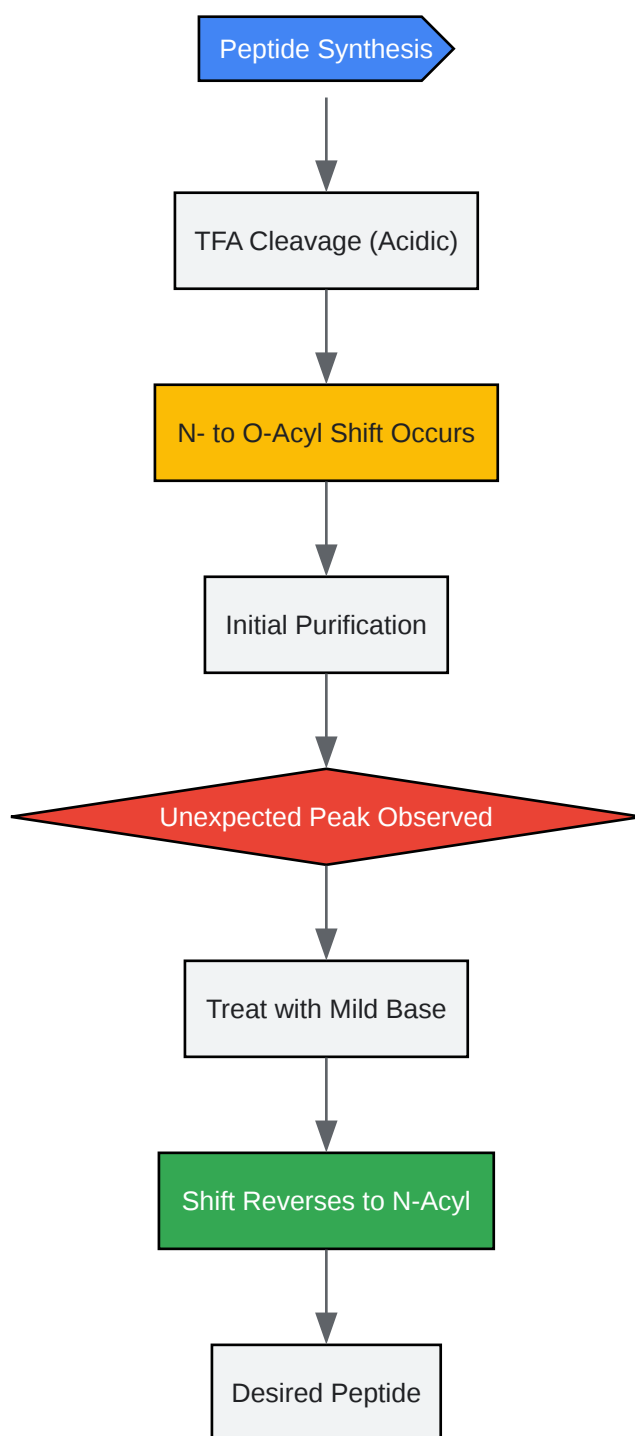 Peptide Synthesis
TFA Cleavage (Acidic)
N- to O-Acyl Shift Occurs
Initial Purification
Unexpected Peak Observed
Treat with Mild Base
Shift Reverses to N-Acyl
Desired Peptide